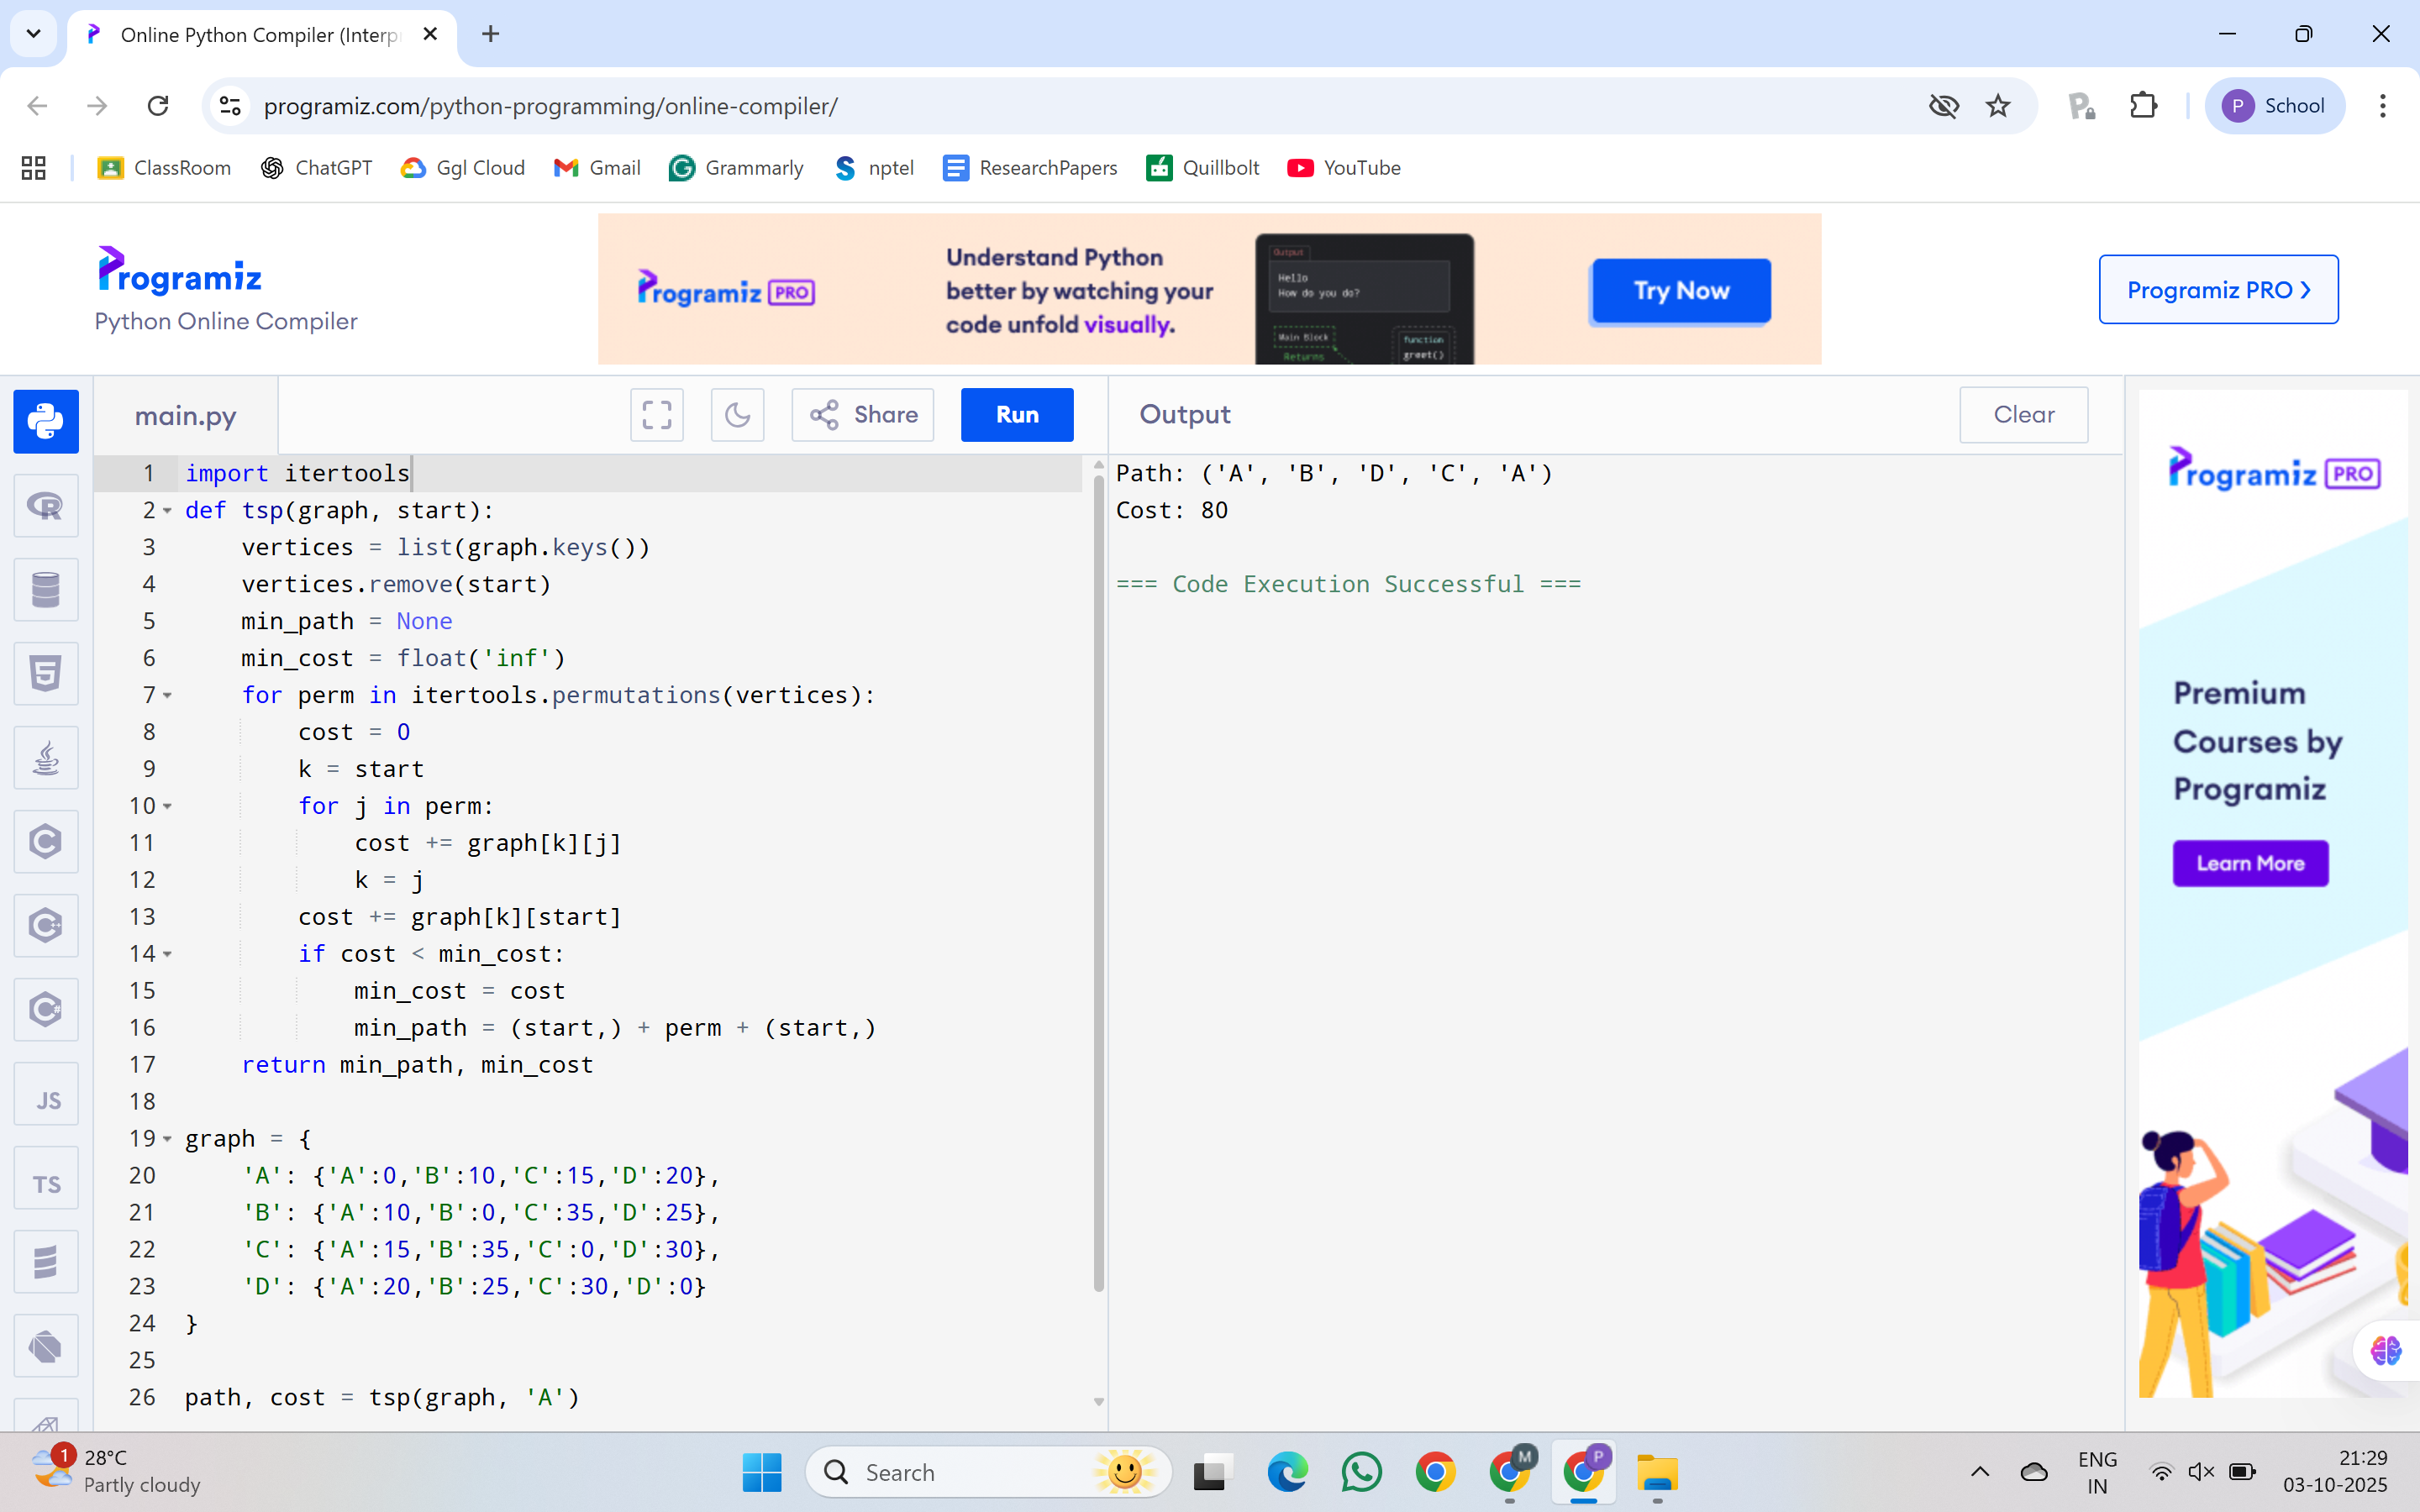 Online Python Compiler (Interp
programiz.com/python-programming/online-compiler/
P School
ClassRoom ChatGPT Ggl Cloud Gmail Grammarly nptel ResearchPapers Quillbolt YouTube
Programiz
Python Online Compiler
Programiz PRO
Understand Python
better by watching your
code unfold visually.
Output
Hello
How do you do?
Main Block
Returns
function
greet()
Try Now
Programiz PRO ❯
main.py
Share
Run
Output
Clear
1 import itertools
2 def tsp(graph, start):
3     vertices = list(graph.keys())
4     vertices.remove(start)
5     min_path = None
6     min_cost = float('inf')
7     for perm in itertools.permutations(vertices):
8         cost = 0
9         k = start
10         for j in perm:
11             cost += graph[k][j]
12             k = j
13         cost += graph[k][start]
14         if cost < min_cost:
15             min_cost = cost
16             min_path = (start,) + perm + (start,)
17     return min_path, min_cost
18
19 graph = {
20     'A': {'A':0,'B':10,'C':15,'D':20},
21     'B': {'A':10,'B':0,'C':35,'D':25},
22     'C': {'A':15,'B':35,'C':0,'D':30},
23     'D': {'A':20,'B':25,'C':30,'D':0}
24 }
25
26 path, cost = tsp(graph, 'A')
Path: ('A', 'B', 'D', 'C', 'A')
Cost: 80
=== Code Execution Successful ===
Programiz PRO
Premium
Courses by
Programiz
Learn More
JS
TS
1
28°C
Partly cloudy
Search
M
P
ENG
IN
21:29
03-10-2025